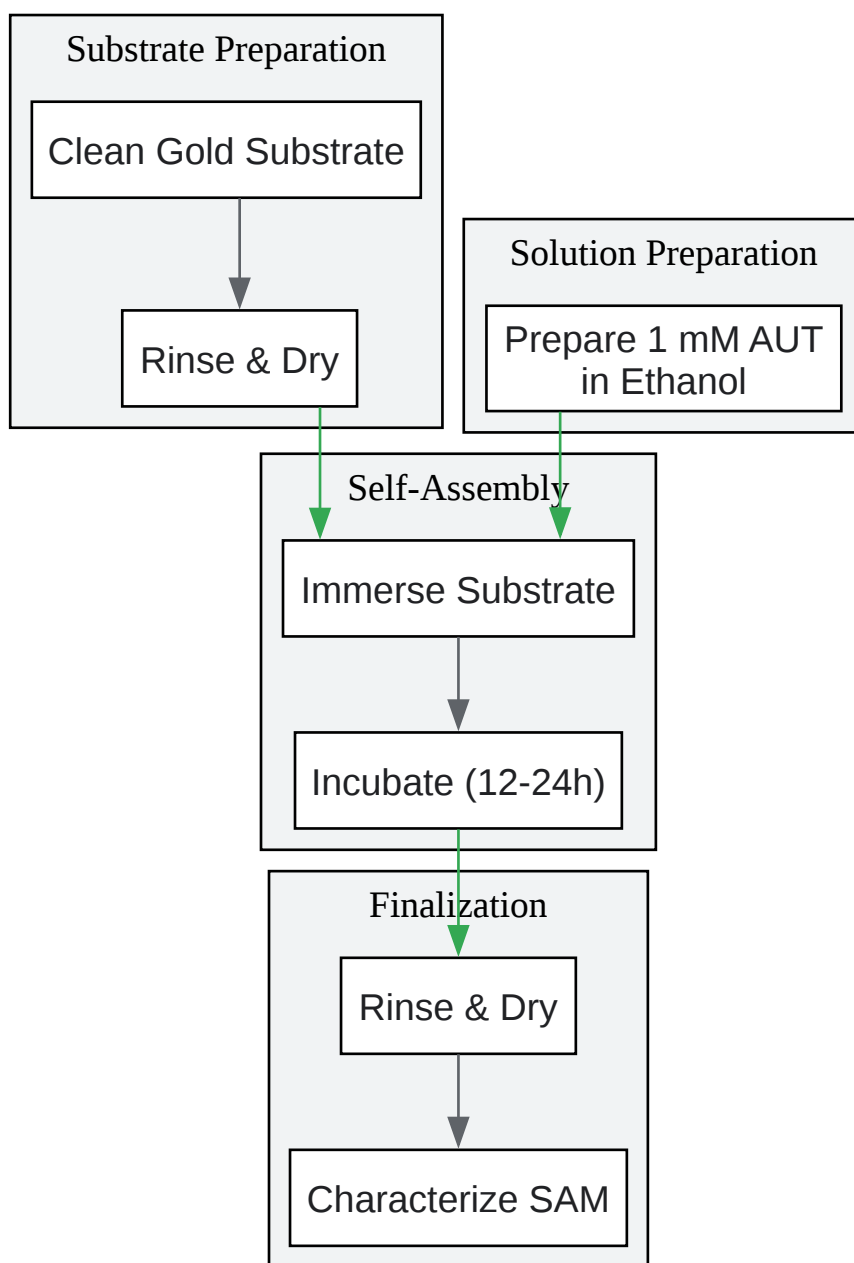 Substrate Preparation
Clean Gold Substrate
Rinse & Dry
Solution Preparation
Prepare 1 mM AUT
in Ethanol
Self-Assembly
Immerse Substrate
Incubate (12-24h)
Finalization
Rinse & Dry
Characterize SAM